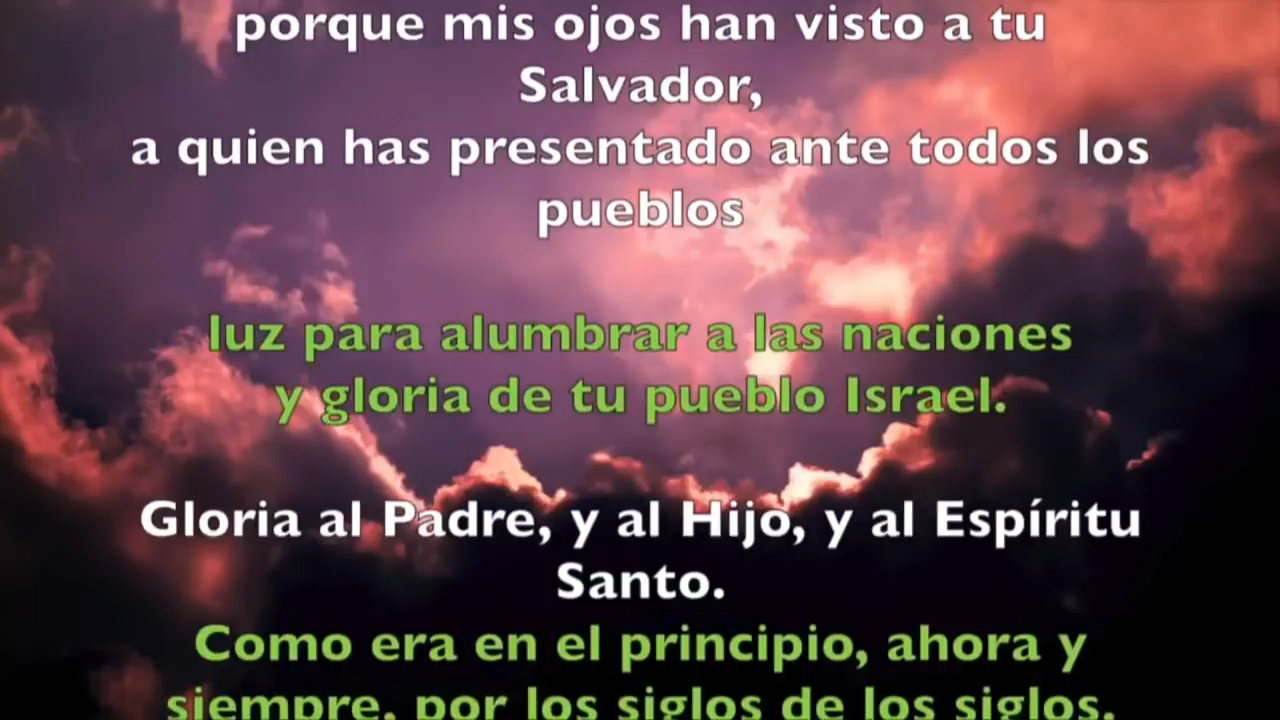 porque mis ojos han visto a tu
Salvador,
a quien has presentado ante todos los
pueblos
luz para alumbrar a las naciones
y gloria de tu pueblo Israel.
Gloria al Padre, y al Hijo, y al Espíritu
Santo.
Como era en el principio, ahora y
siempre, por los siglos de los siglos.